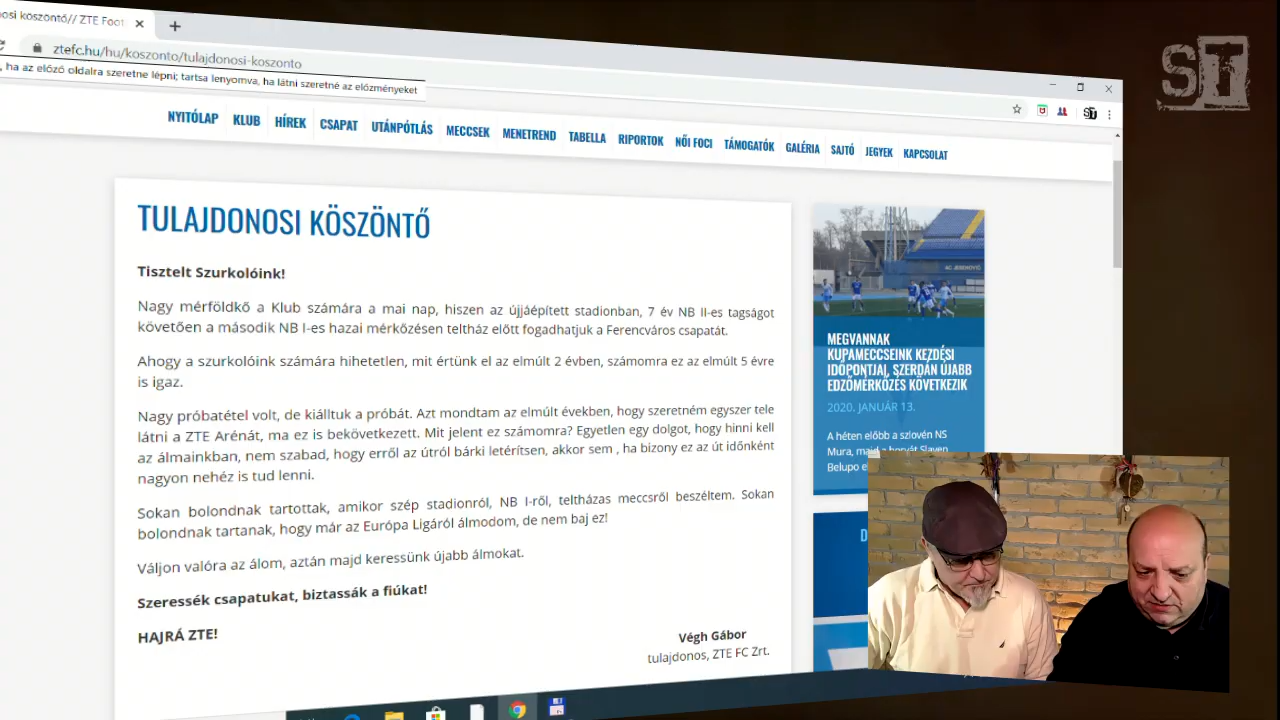 osi köszöntő// ZTE Foot
ztefc.hu/hu/koszonto/tulajdonosi-koszonto
, ha az előző oldalra szeretne lépni; tartsa lenyomva, ha látni szeretné az előzményeket
ST
NYITÓLAP KLUB HÍREK CSAPAT UTÁNPÓTLÁS MECCSEK MENETREND TABELLA RIPORTOK NŐI FOCI TÁMOGATÓK GALÉRIA SAJTÓ JEGYEK KAPCSOLAT
TULAJDONOSI KÖSZÖNTŐ
Tisztelt Szurkolóink!
Nagy mérföldkő a Klub számára a mai nap, hiszen az újjáépített stadionban, 7 év NB II-es tagságot
követően a második NB I-es hazai mérkőzésen teltház előtt fogadhatjuk a Ferencváros csapatát.
Ahogy a szurkolóink számára hihetetlen, mit értünk el az elmúlt 2 évben, számomra ez az elmúlt 5 évre
is igaz.
Nagy próbatétel volt, de kiálltuk a próbát. Azt mondtam az elmúlt években, hogy szeretném egyszer tele
látni a ZTE Arénát, ma ez is bekövetkezett. Mit jelent ez számomra? Egyetlen egy dolgot, hogy hinni kell
az álmainkban, nem szabad, hogy erről az útról bárki letérítsen, akkor sem , ha bizony ez az út időnként
nagyon nehéz is tud lenni.
Sokan bolondnak tartottak, amikor szép stadionról, NB I-ről, teltházas meccsről beszéltem. Sokan
bolondnak tartanak, hogy már az Európa Ligáról álmodom, de nem baj ez!
Váljon valóra az álom, aztán majd keressünk újabb álmokat.
Szeressék csapatukat, biztassák a fiúkat!
HAJRÁ ZTE!
Végh Gábor
tulajdonos, ZTE FC Zrt.
MEGVANNAK
KUPAMECCSEINK KEZDÉSI
IDŐPONTJAI, SZERDÁN ÚJABB
EDZŐMÉRKŐZÉS KÖVETKEZIK
2020. JANUÁR 13.
A héten előbb a szlovén NS
Mura, majd a horvát Slaven
Belupo el
D